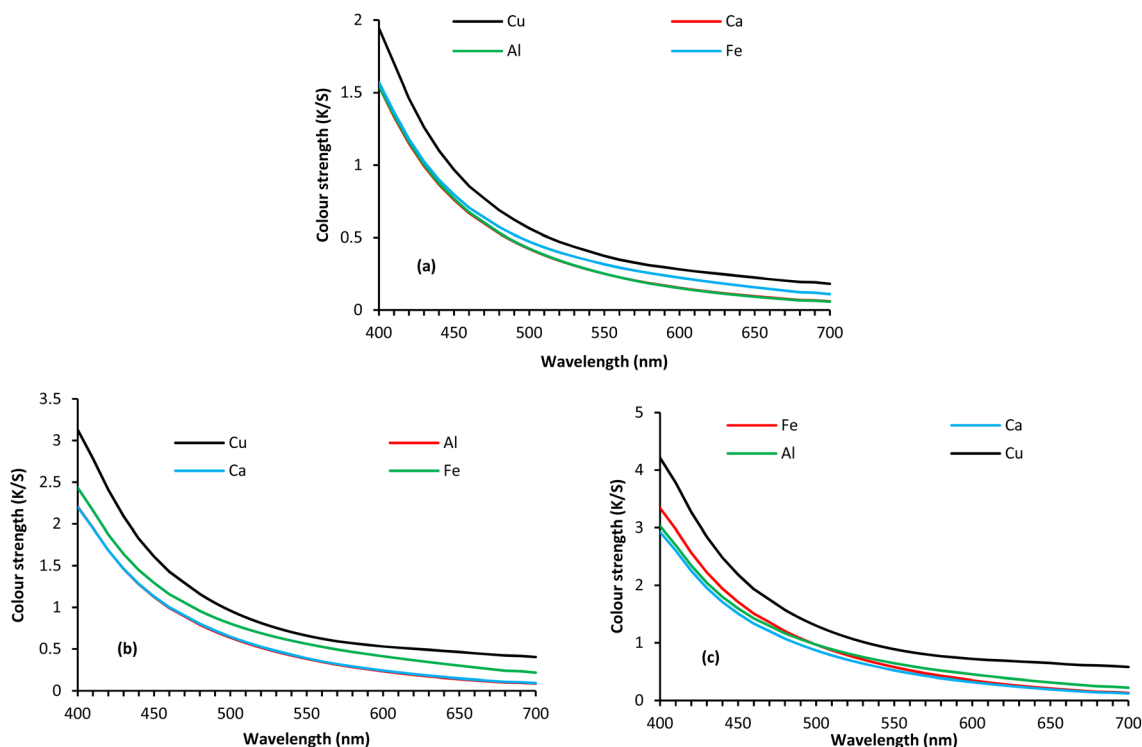 Cu Ca
Al Fe
2
1.5
1
0.5
0
Colour strength (K/S)
(a)
400 450 500 550 600 650 700
Wavelength (nm)
Cu Al
Ca Fe
3.5
3
2.5
2
1.5
1
0.5
0
Colour strength (K/S)
(b)
400 450 500 550 600 650 700
Wavelength (nm)
Fe Ca
Al Cu
5
4
3
2
1
0
Colour strength (K/S)
(c)
400 450 500 550 600 650 700
Wavelength (nm)